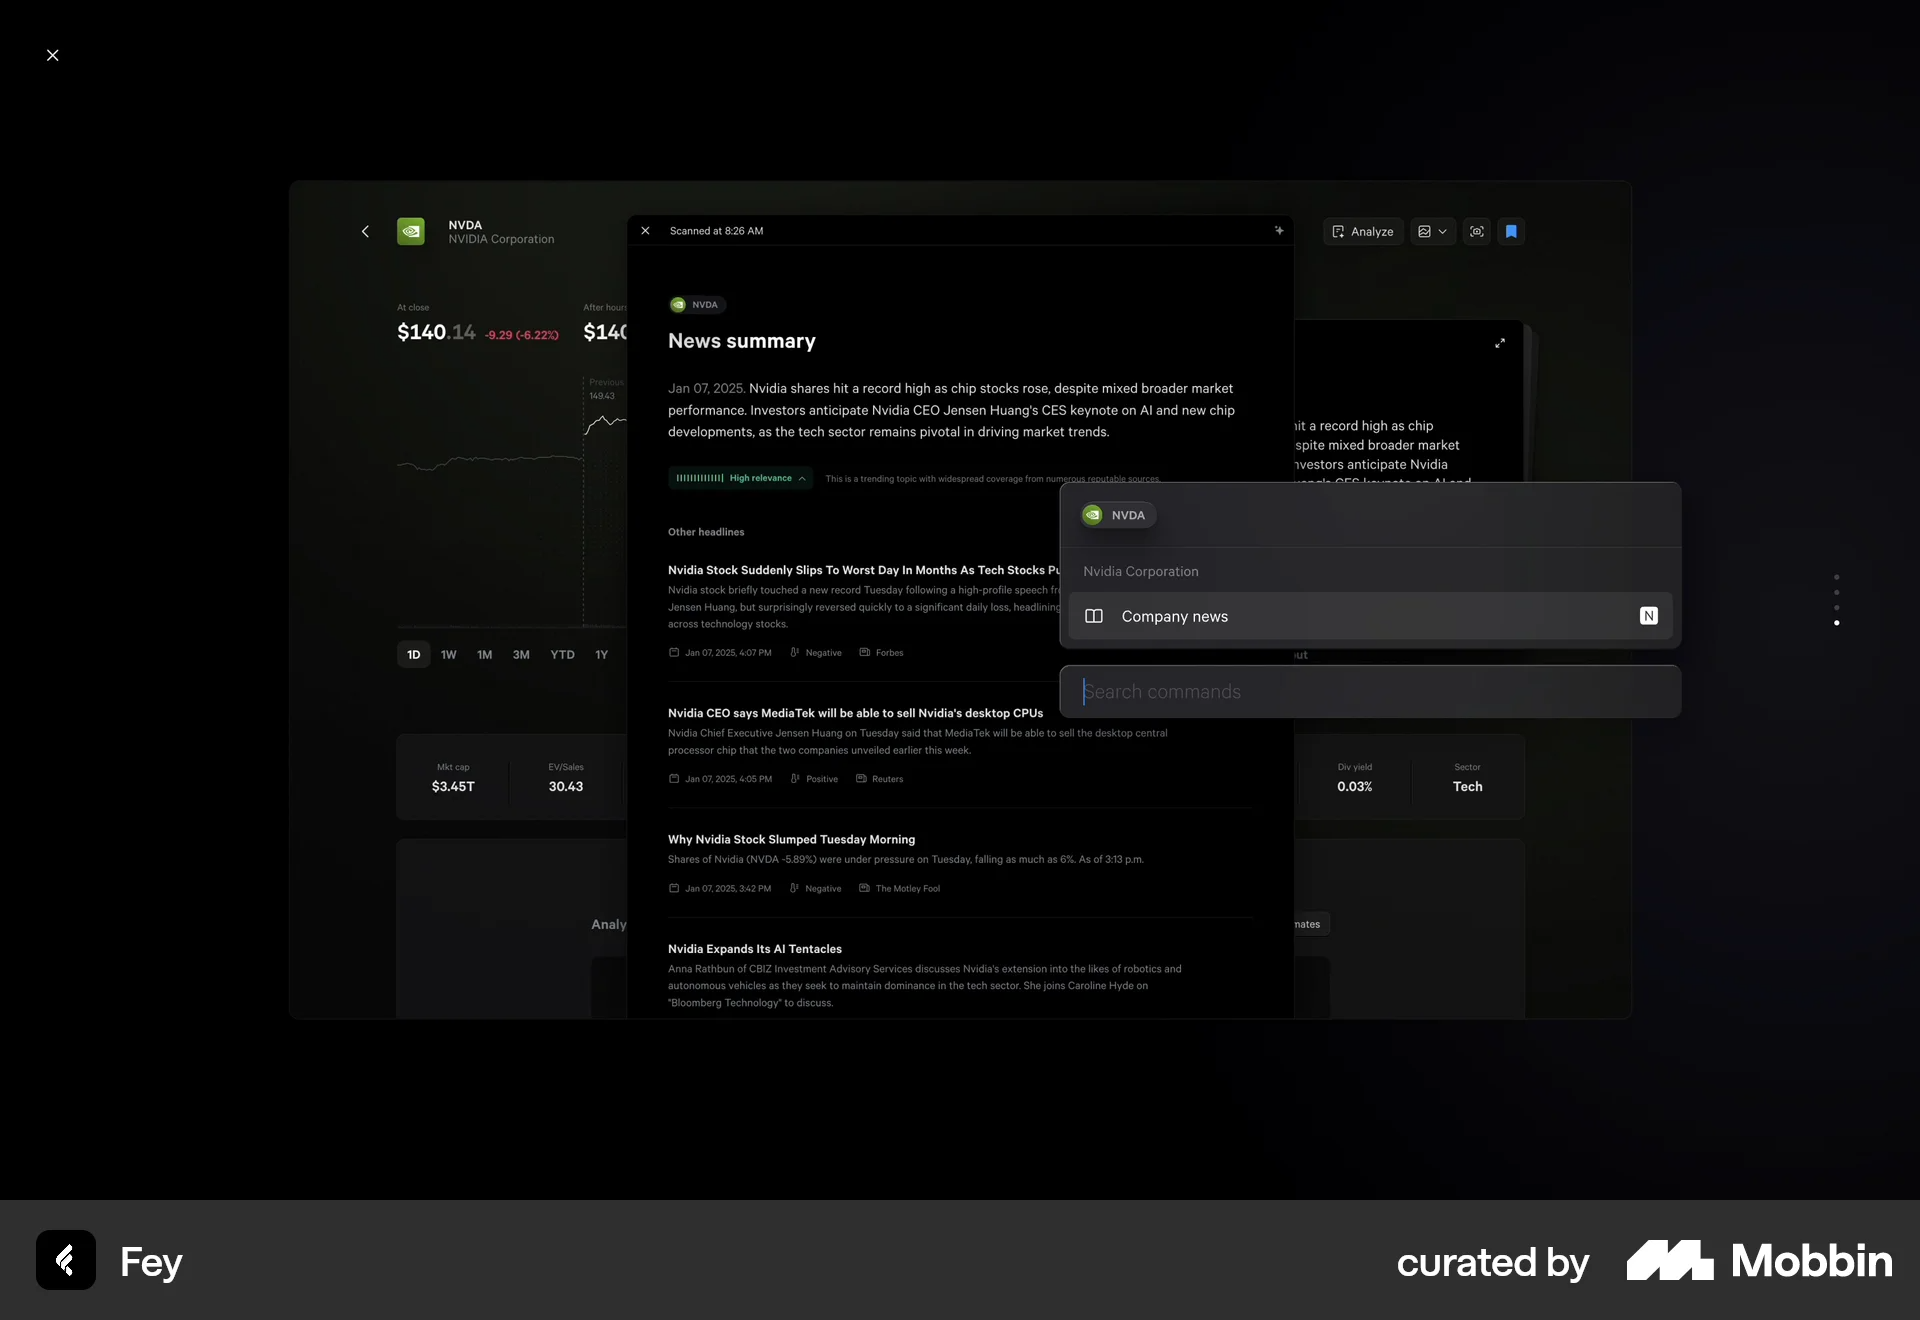 NVDA
NVIDIA Corporation
At close
$140.14 -9.29 (-6.22%)
After hours
$140
Previous
149.43
1D 1W 1M 3M YTD 1Y
Mkt cap
$3.45T
EV/Sales
30.43
Scanned at 8:26 AM
NVDA
News summary
Jan 07, 2025. Nvidia shares hit a record high as chip stocks rose, despite mixed broader market
performance. Investors anticipate Nvidia CEO Jensen Huang's CES keynote on AI and new chip
developments, as the tech sector remains pivotal in driving market trends.
High relevance
This is a trending topic with widespread coverage from numerous reputable sources.
Other headlines
Nvidia Stock Suddenly Slips To Worst Day In Months As Tech Stocks Pu
Nvidia stock briefly touched a new record Tuesday following a high-profile speech fr
Jensen Huang, but surprisingly reversed quickly to a significant daily loss, headlining
across technology stocks.
Jan 07, 2025, 4:07 PM Negative Forbes
Nvidia CEO says MediaTek will be able to sell Nvidia's desktop CPUs
Nvidia Chief Executive Jensen Huang on Tuesday said that MediaTek will be able to sell the desktop central
processor chip that the two companies unveiled earlier this week.
Jan 07, 2025, 4:05 PM Positive Reuters
Why Nvidia Stock Slumped Tuesday Morning
Shares of Nvidia (NVDA -5.89%) were under pressure on Tuesday, falling as much as 6%. As of 3:13 p.m.
Jan 07, 2025, 3:42 PM Negative The Motley Fool
Nvidia Expands Its AI Tentacles
Anna Rathbun of CBIZ Investment Advisory Services discusses Nvidia's extension into the likes of robotics and
autonomous vehicles as they seek to maintain dominance in the tech sector. She joins Caroline Hyde on
"Bloomberg Technology" to discuss.
Analy
Analyze
hit a record high as chip
spite mixed broader market
nvestors anticipate Nvidia
NVDA
Nvidia Corporation
Company news N
out
Search commands
Div yield
0.03%
Sector
Tech
mates
Fey
curated by Mobbin